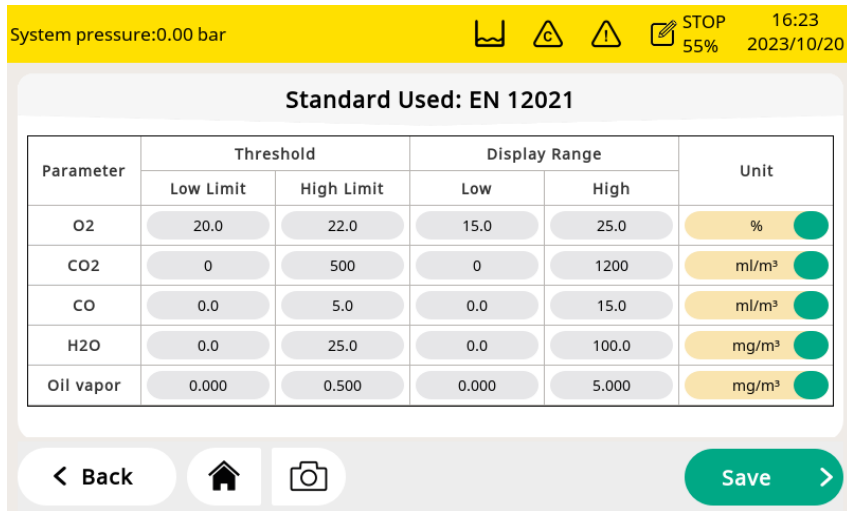 System pressure:0.00 bar
STOP 16:23
55% 2023/10/20
C
!
Standard Used: EN 12021
Parameter Threshold Display Range Unit
Low Limit High Limit Low High
O2 20.0 22.0 15.0 25.0 %
CO2 0 500 0 1200 ml/m³
CO 0.0 5.0 0.0 15.0 ml/m³
H2O 0.0 25.0 0.0 100.0 mg/m³
Oil vapor 0.000 0.500 0.000 5.000 mg/m³
Back
Save